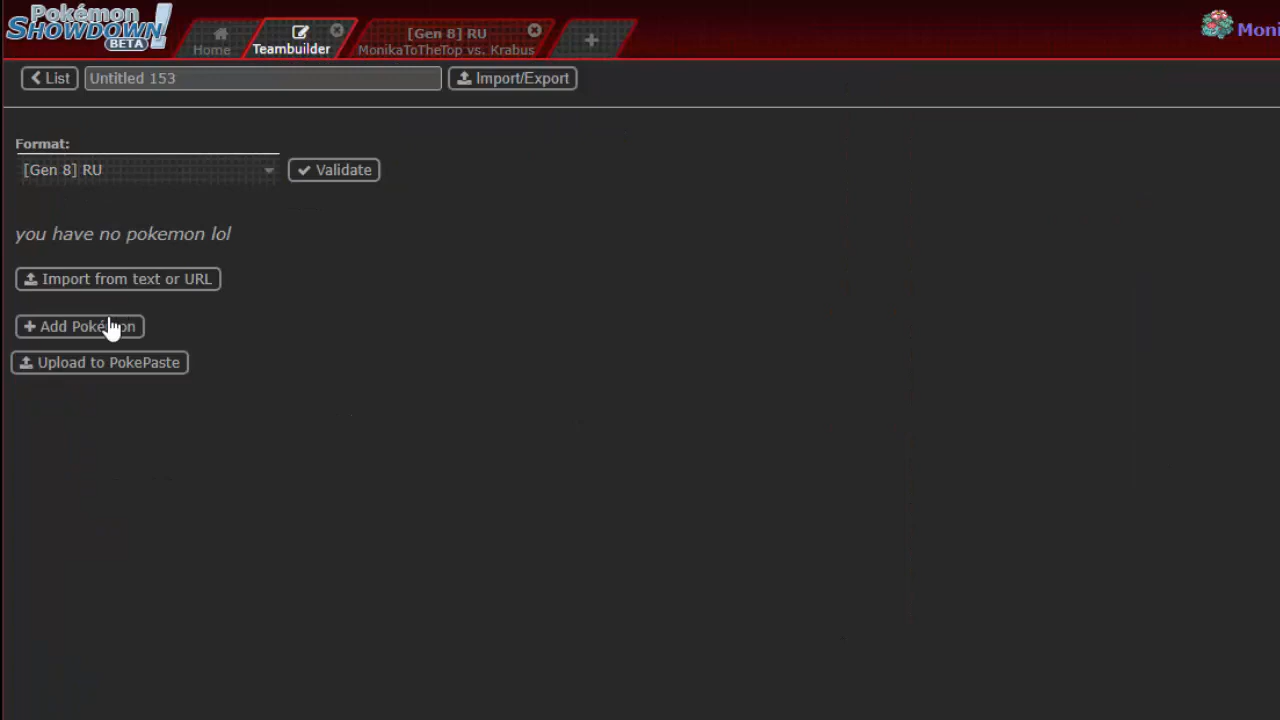 Pokémon
SHOWDOWN!
BETA
Home
Teambuilder
[Gen 8] RU
MonikaToTheTop vs. Krabus
Moni
List
Untitled 153
Import/Export
Format:
[Gen 8] RU
Validate
you have no pokemon lol
Import from text or URL
Add Pokémon
Upload to PokePaste